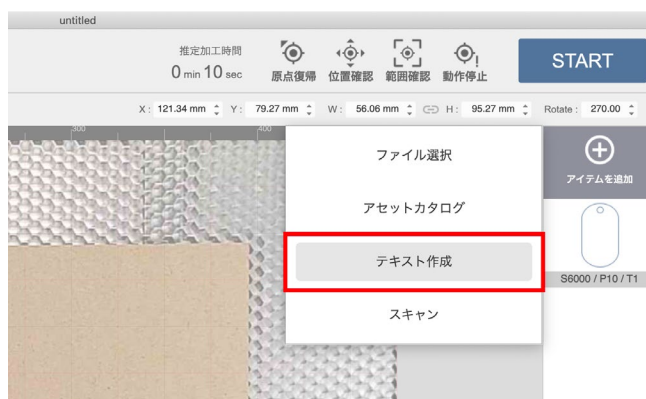 untitled
推定加工時間
0 min 10 sec
原点復帰 位置確認 範囲確認 動作停止
START
X : 121.34 mm Y : 79.27 mm W : 56.06 mm H : 95.27 mm Rotate : 270.00
300 400
ファイル選択
アセットカタログ
テキスト作成
スキャン
アイテムを追加
S6000 / P10 / T1